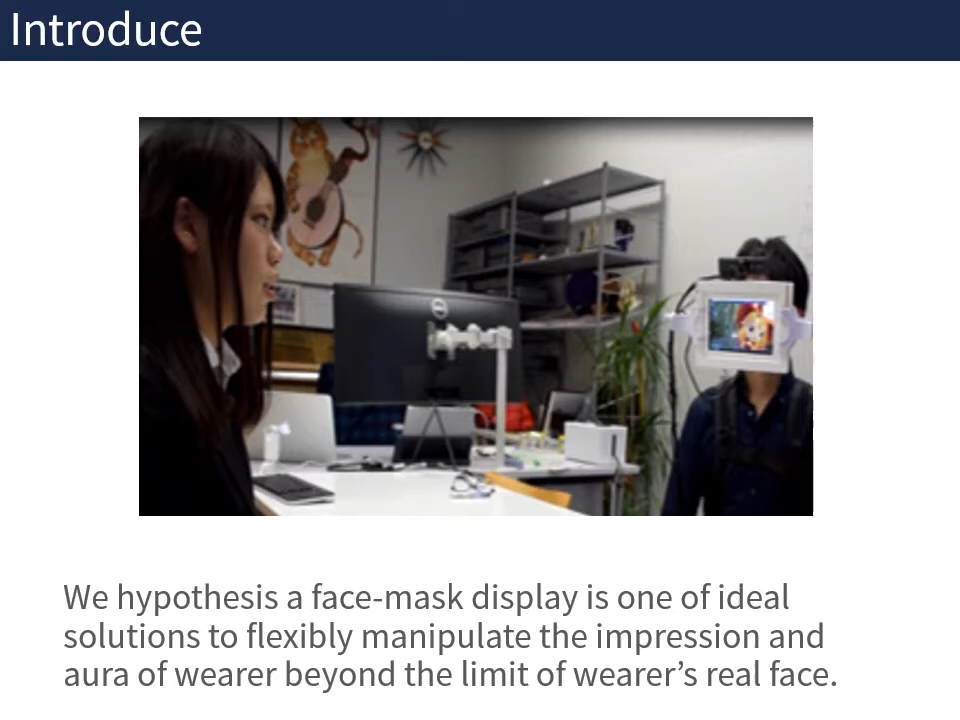 Introduce
We hypothesis a face-mask display is one of ideal
solutions to flexibly manipulate the impression and
aura of wearer beyond the limit of wearer’s real face.